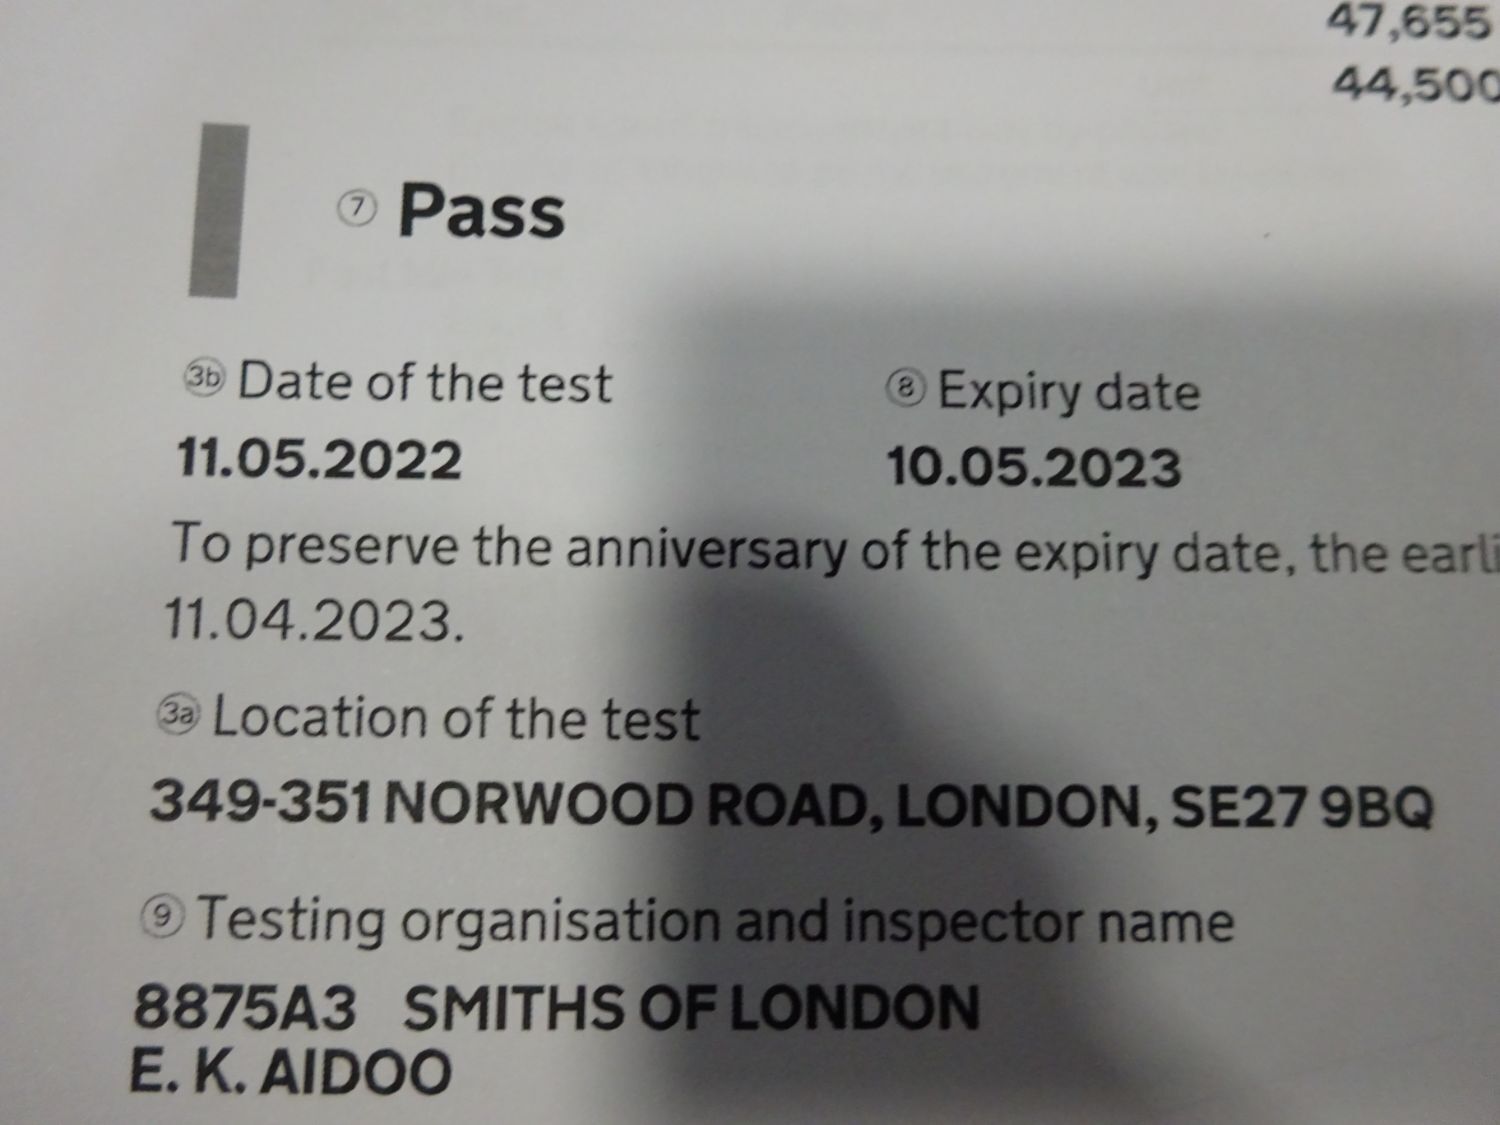 47,655
44,500
7 Pass
3b Date of the test
11.05.2022
8 Expiry date
10.05.2023
To preserve the anniversary of the expiry date, the earli
11.04.2023.
3a Location of the test
349-351 NORWOOD ROAD, LONDON, SE27 9BQ
9 Testing organisation and inspector name
8875A3 SMITHS OF LONDON
E. K. AIDOO